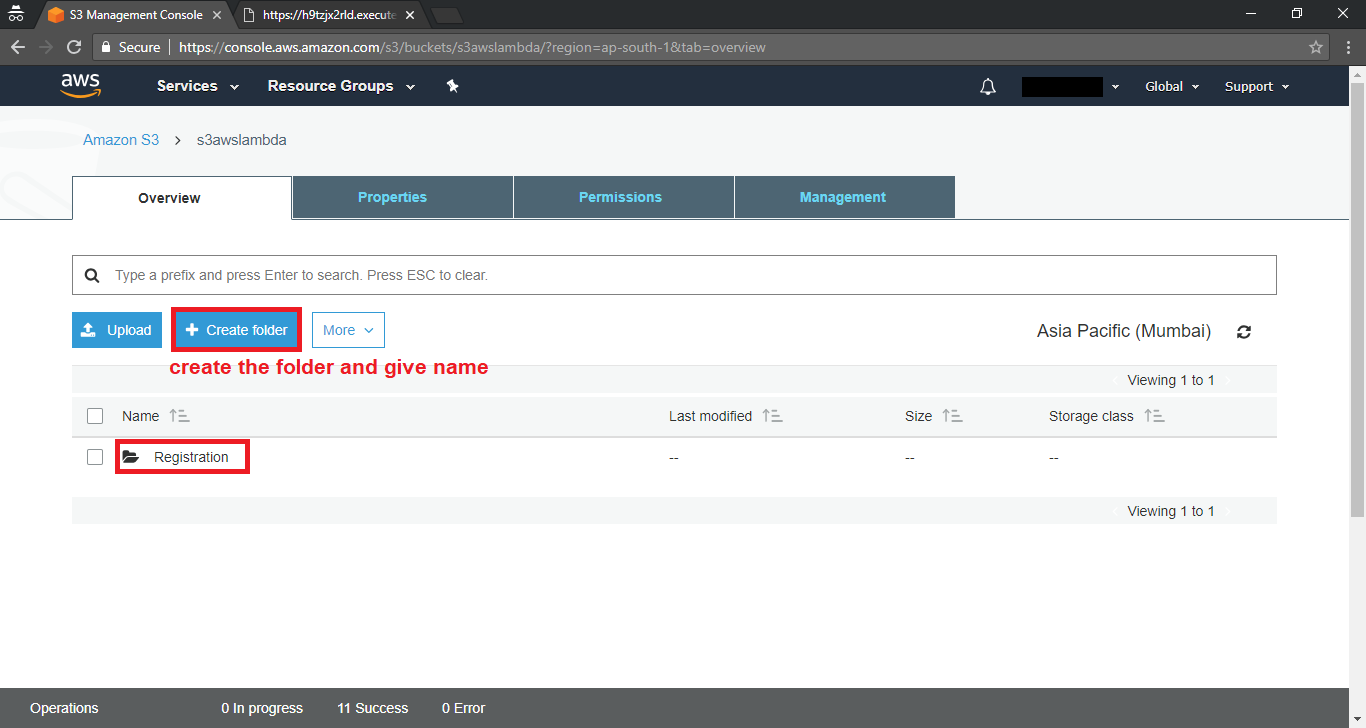 S3 Management Console
https://h9tzjx2rld.execute
Secure
https://console.aws.amazon.com/s3/buckets/s3awslambda/?region=ap-south-1&tab=overview
aws
Services
Resource Groups
Global
Support
Amazon S3 > s3awslambda
Overview
Properties
Permissions
Management
Type a prefix and press Enter to search. Press ESC to clear.
Upload
+ Create folder
More
Asia Pacific (Mumbai)
create the folder and give name
Viewing 1 to 1
Name
Last modified
Size
Storage class
Registration
--
--
--
Viewing 1 to 1
Operations
0 In progress
11 Success
0 Error